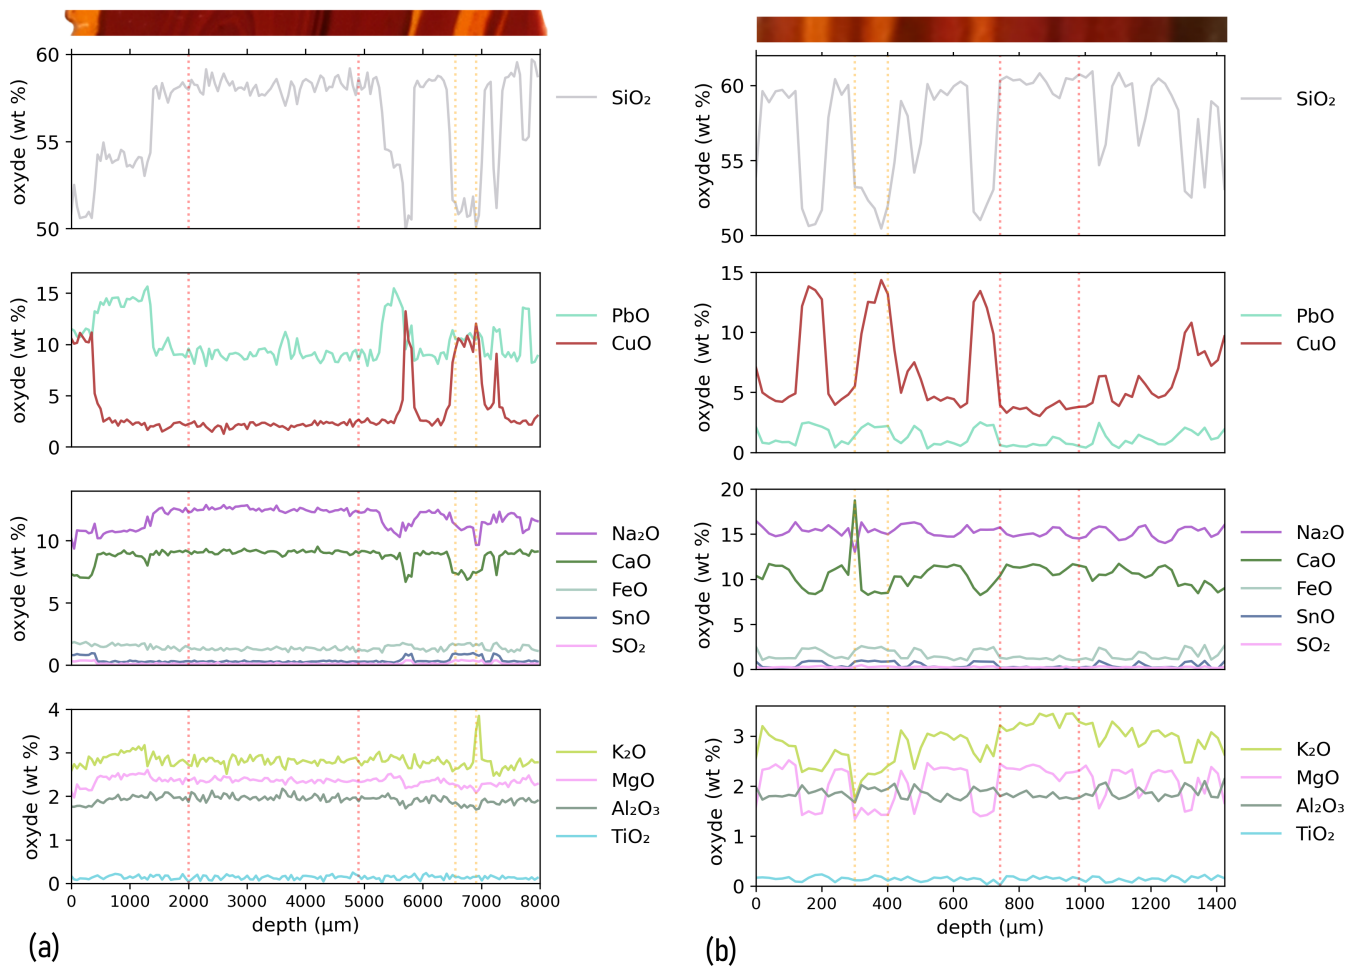 60
55
50
oxyde (wt %)
SiO₂
15
10
5
0
oxyde (wt %)
PbO
CuO
10
5
0
oxyde (wt %)
Na₂O
CaO
FeO
SnO
SO₂
4
3
2
1
0
oxyde (wt %)
K₂O
MgO
Al₂O₃
TiO₂
0 1000 2000 3000 4000 5000 6000 7000 8000
depth (μm)
(a)
60
55
50
oxyde (wt %)
SiO₂
15
10
5
0
oxyde (wt %)
PbO
CuO
20
15
10
5
0
oxyde (wt %)
Na₂O
CaO
FeO
SnO
SO₂
3
2
1
0
oxyde (wt %)
K₂O
MgO
Al₂O₃
TiO₂
0 200 400 600 800 1000 1200 1400
depth (μm)
(b)